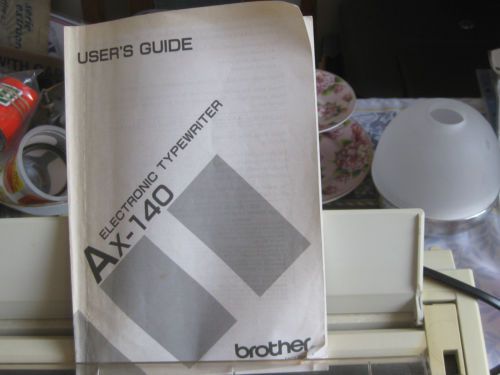 USER'S GUIDE
ELECTRONIC TYPEWRITER
AX-140
brother